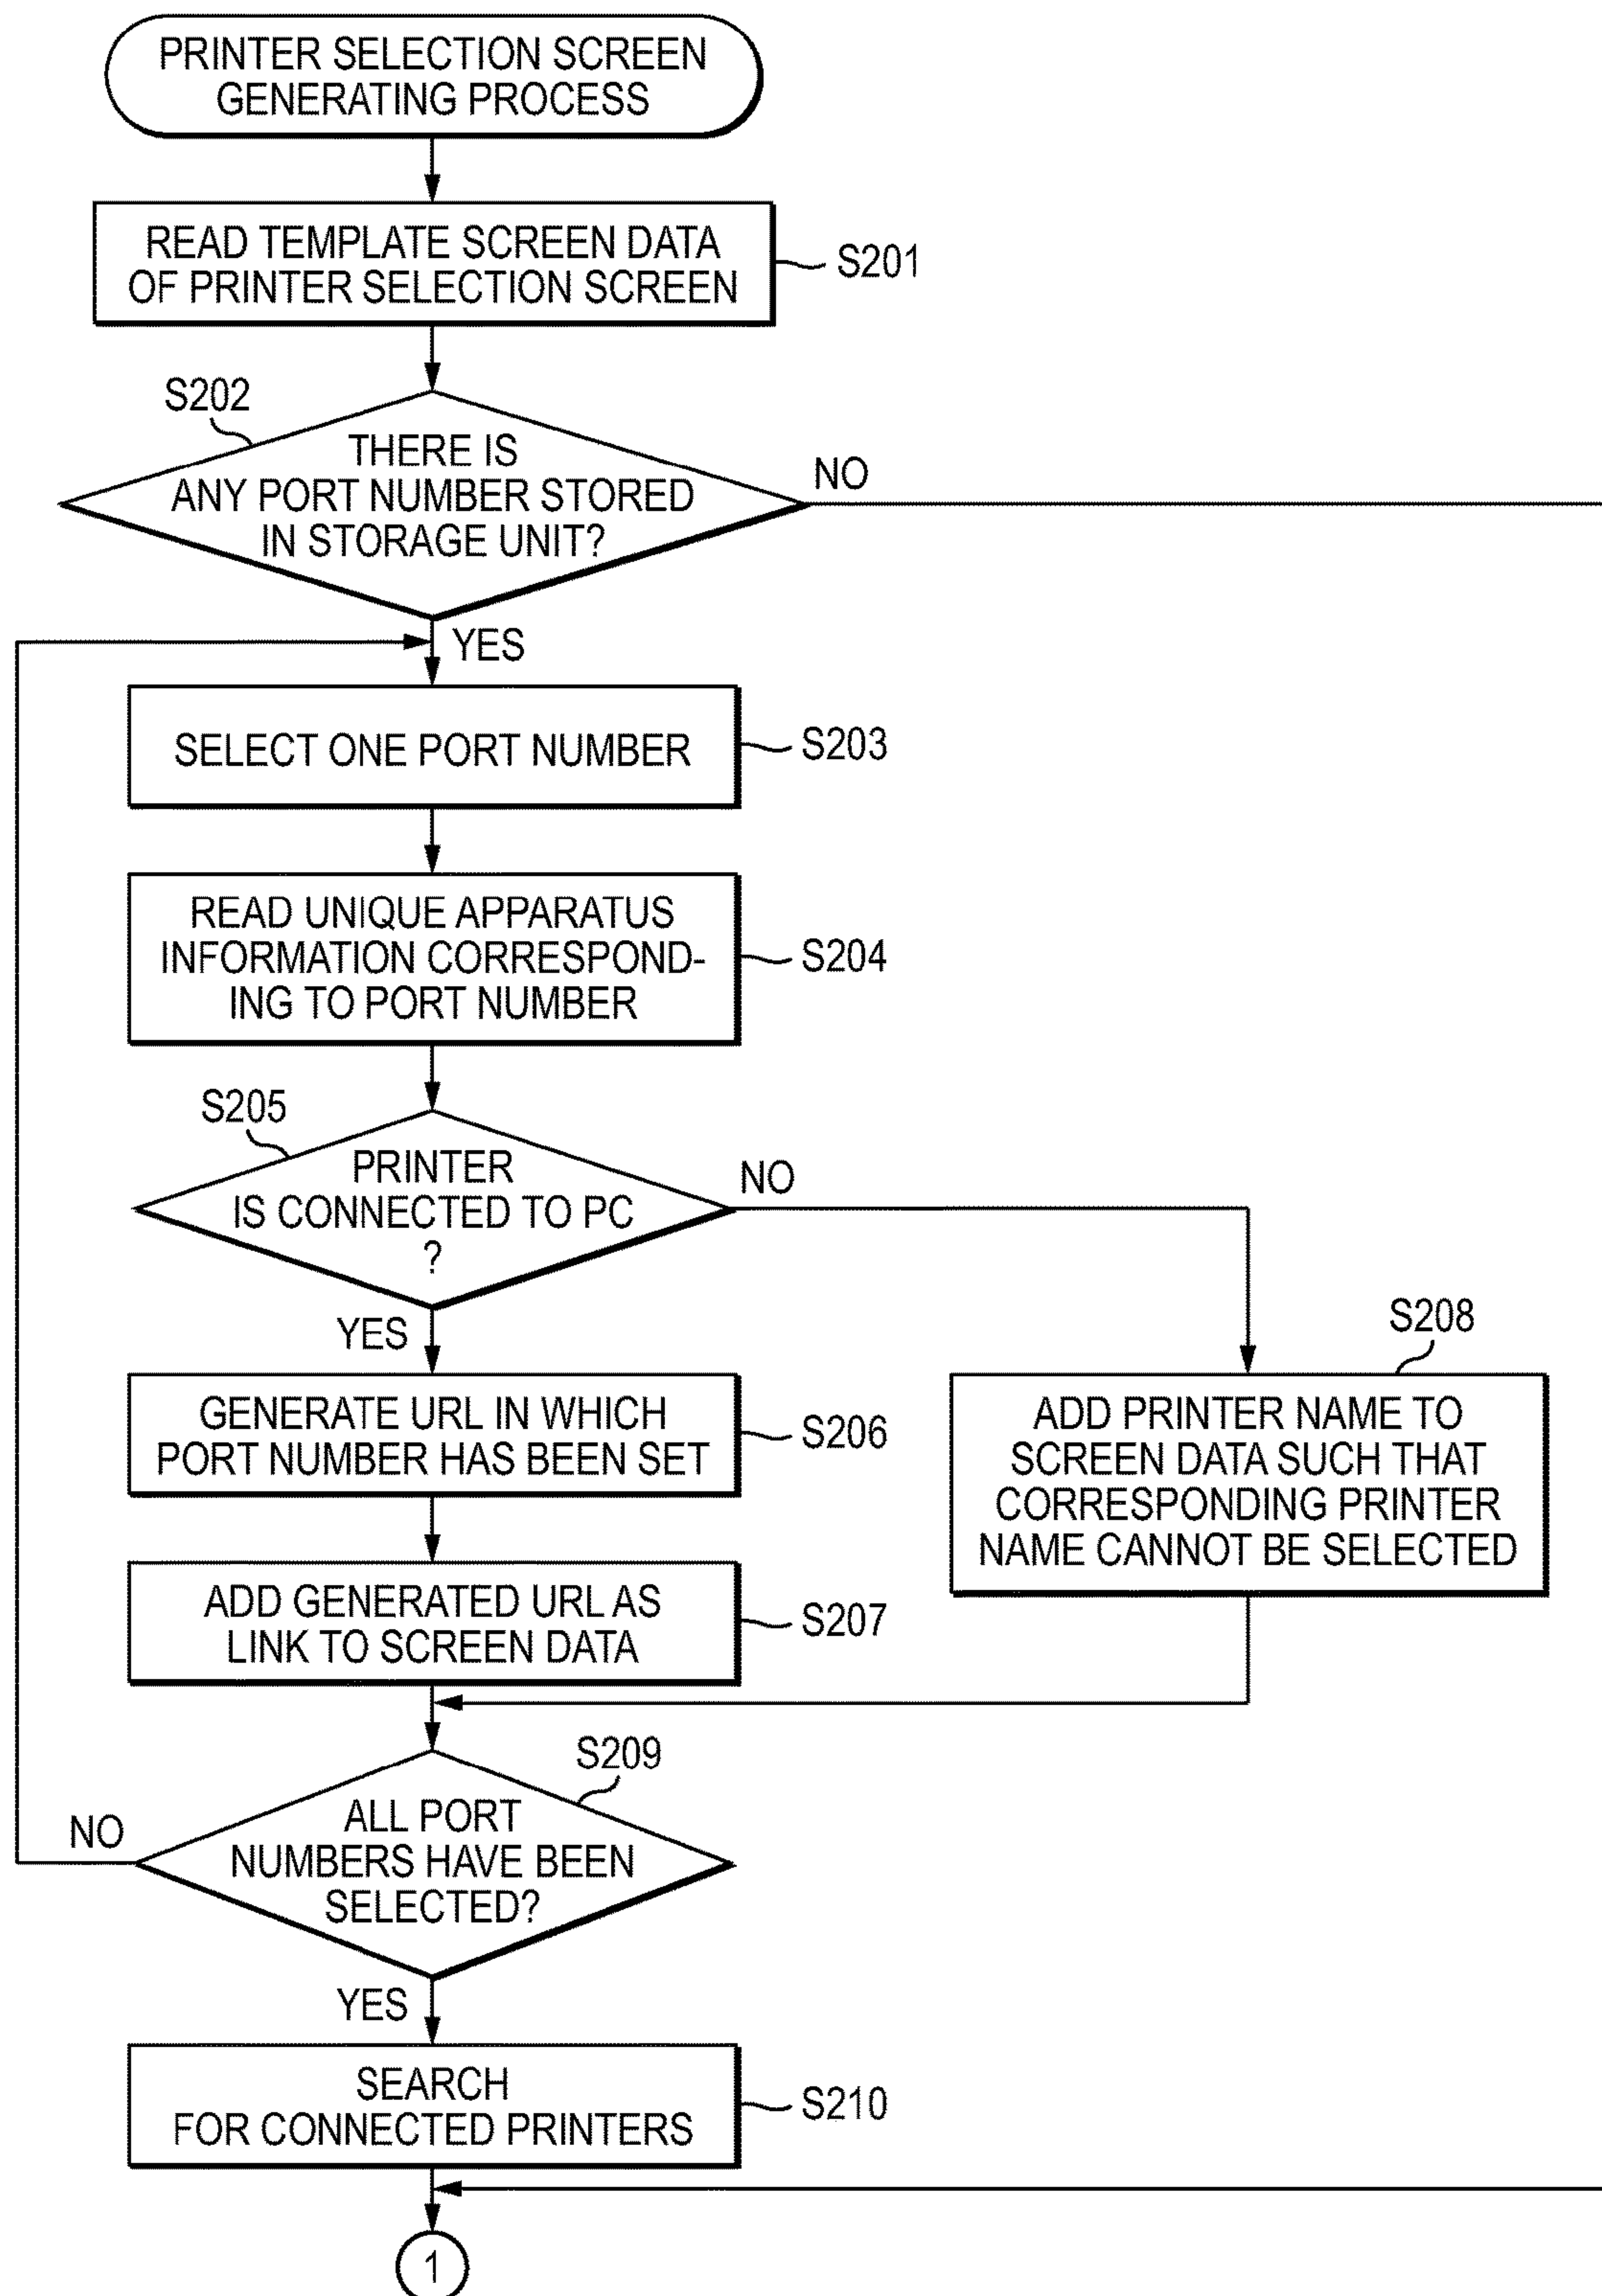 PRINTER SELECTION SCREEN
GENERATING PROCESS
READ TEMPLATE SCREEN DATA
OF PRINTER SELECTION SCREEN
S201
S202
THERE IS
ANY PORT NUMBER STORED
IN STORAGE UNIT?
NO
YES
SELECT ONE PORT NUMBER
S203
READ UNIQUE APPARATUS
INFORMATION CORRESPOND-
ING TO PORT NUMBER
S204
S205
PRINTER
IS CONNECTED TO PC
?
NO
YES
GENERATE URL IN WHICH
PORT NUMBER HAS BEEN SET
S206
S208
ADD PRINTER NAME TO
SCREEN DATA SUCH THAT
CORRESPONDING PRINTER
NAME CANNOT BE SELECTED
ADD GENERATED URL AS
LINK TO SCREEN DATA
S207
S209
ALL PORT
NUMBERS HAVE BEEN
SELECTED?
NO
YES
SEARCH
FOR CONNECTED PRINTERS
S210
1